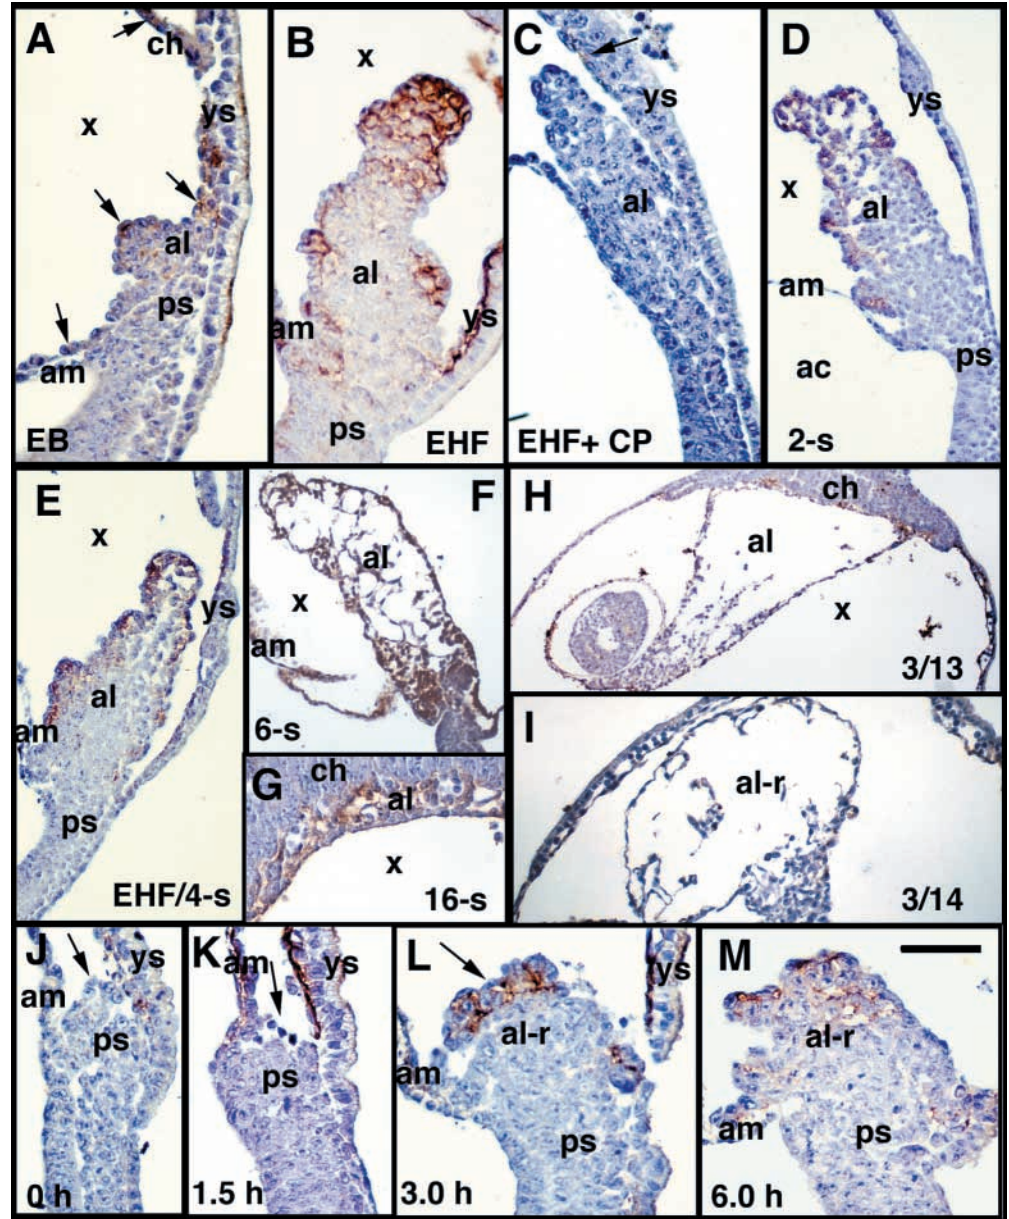 A
ch
ys
x
al
ps
am
EB
B
x
al
ys
am
ps
EHF
C
ys
al
EHF+ CP
D
ys
x
al
am
ac
ps
2-s
E
x
ys
al
am
ps
EHF/4-s
F
al
x
am
6-s
G
ch
al
x
16-s
H
ch
al
x
3/13
I
al-r
3/14
J
ys
am
ps
0 h
K
am
ys
ps
1.5 h
L
ys
al-r
am
ps
3.0 h
M
al-r
am
ps
6.0 h